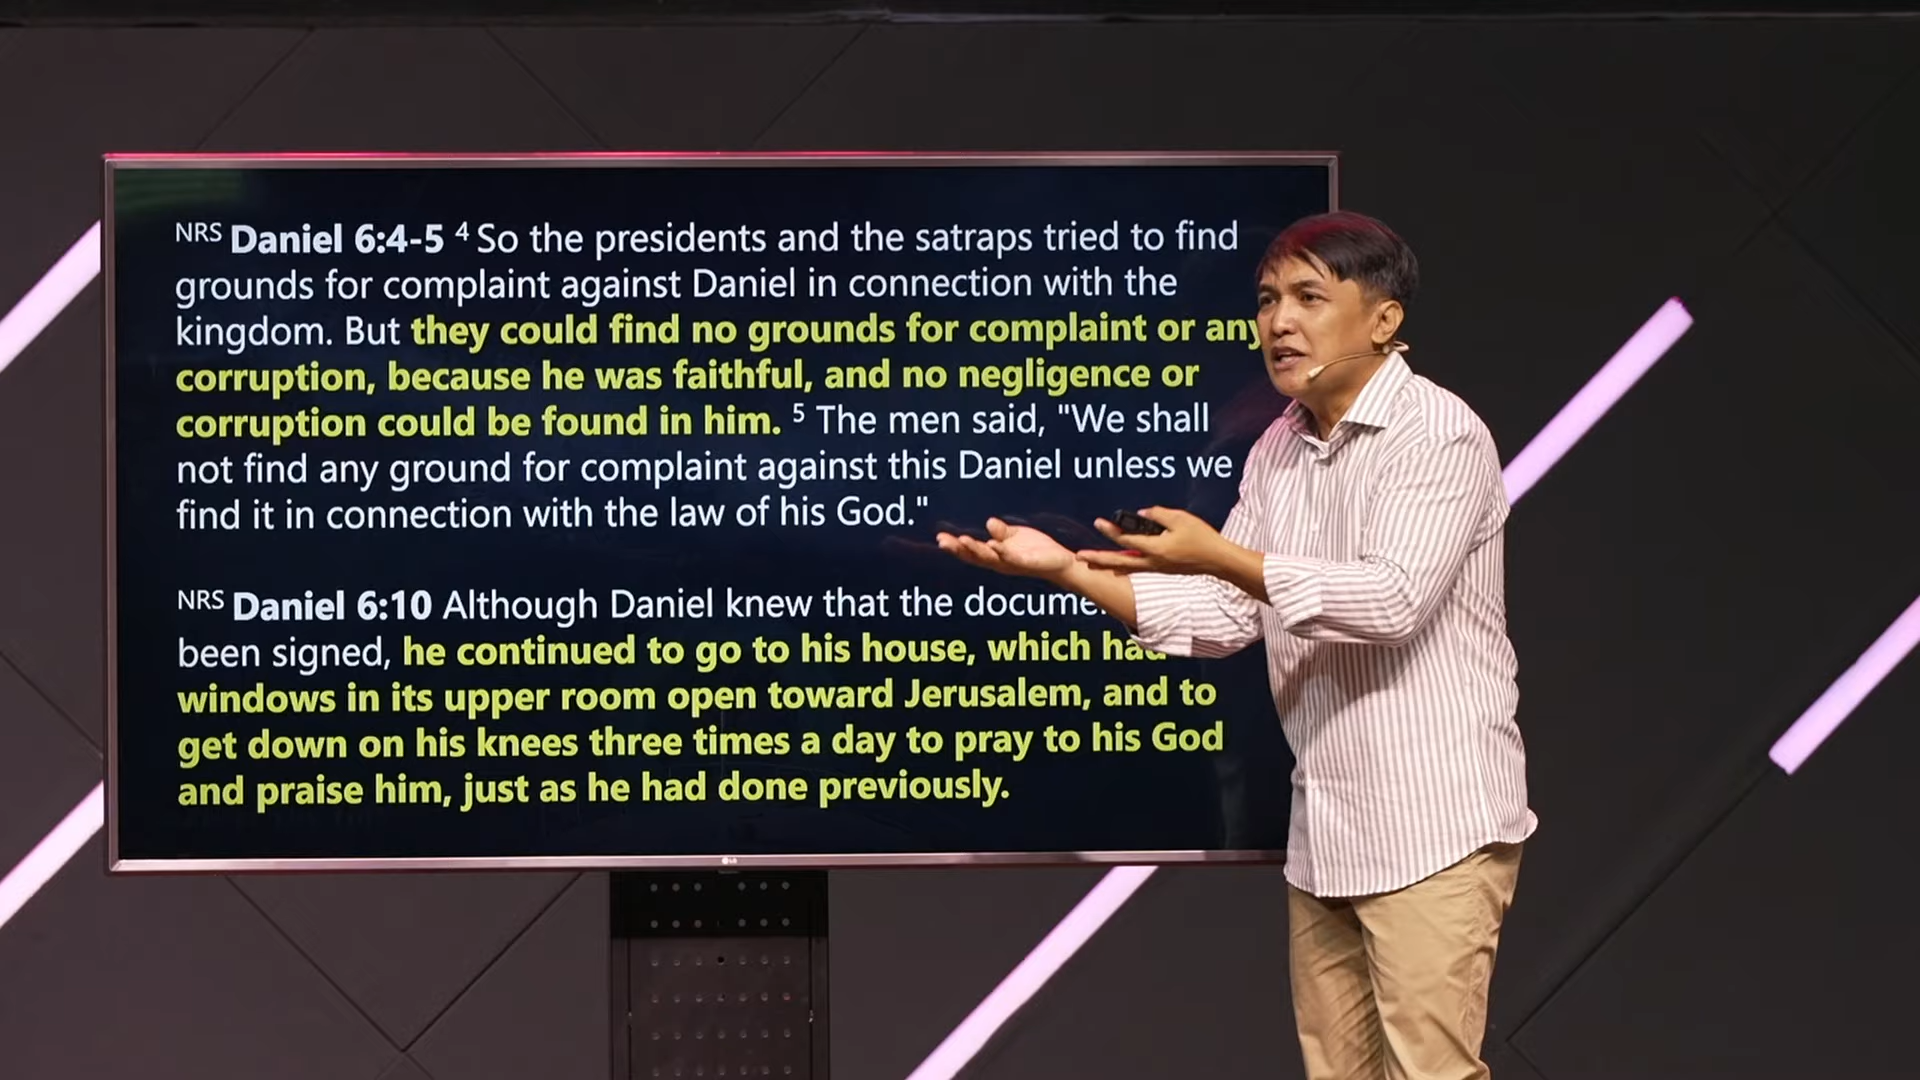 NRS Daniel 6:4-5 4 So the presidents and the satraps tried to find
grounds for complaint against Daniel in connection with the
kingdom. But they could find no grounds for complaint or any
corruption, because he was faithful, and no negligence or
corruption could be found in him. 5 The men said, "We shall
not find any ground for complaint against this Daniel unless we
find it in connection with the law of his God."
NRS Daniel 6:10 Although Daniel knew that the docume
been signed, he continued to go to his house, which had
windows in its upper room open toward Jerusalem, and to
get down on his knees three times a day to pray to his God
and praise him, just as he had done previously.
LG